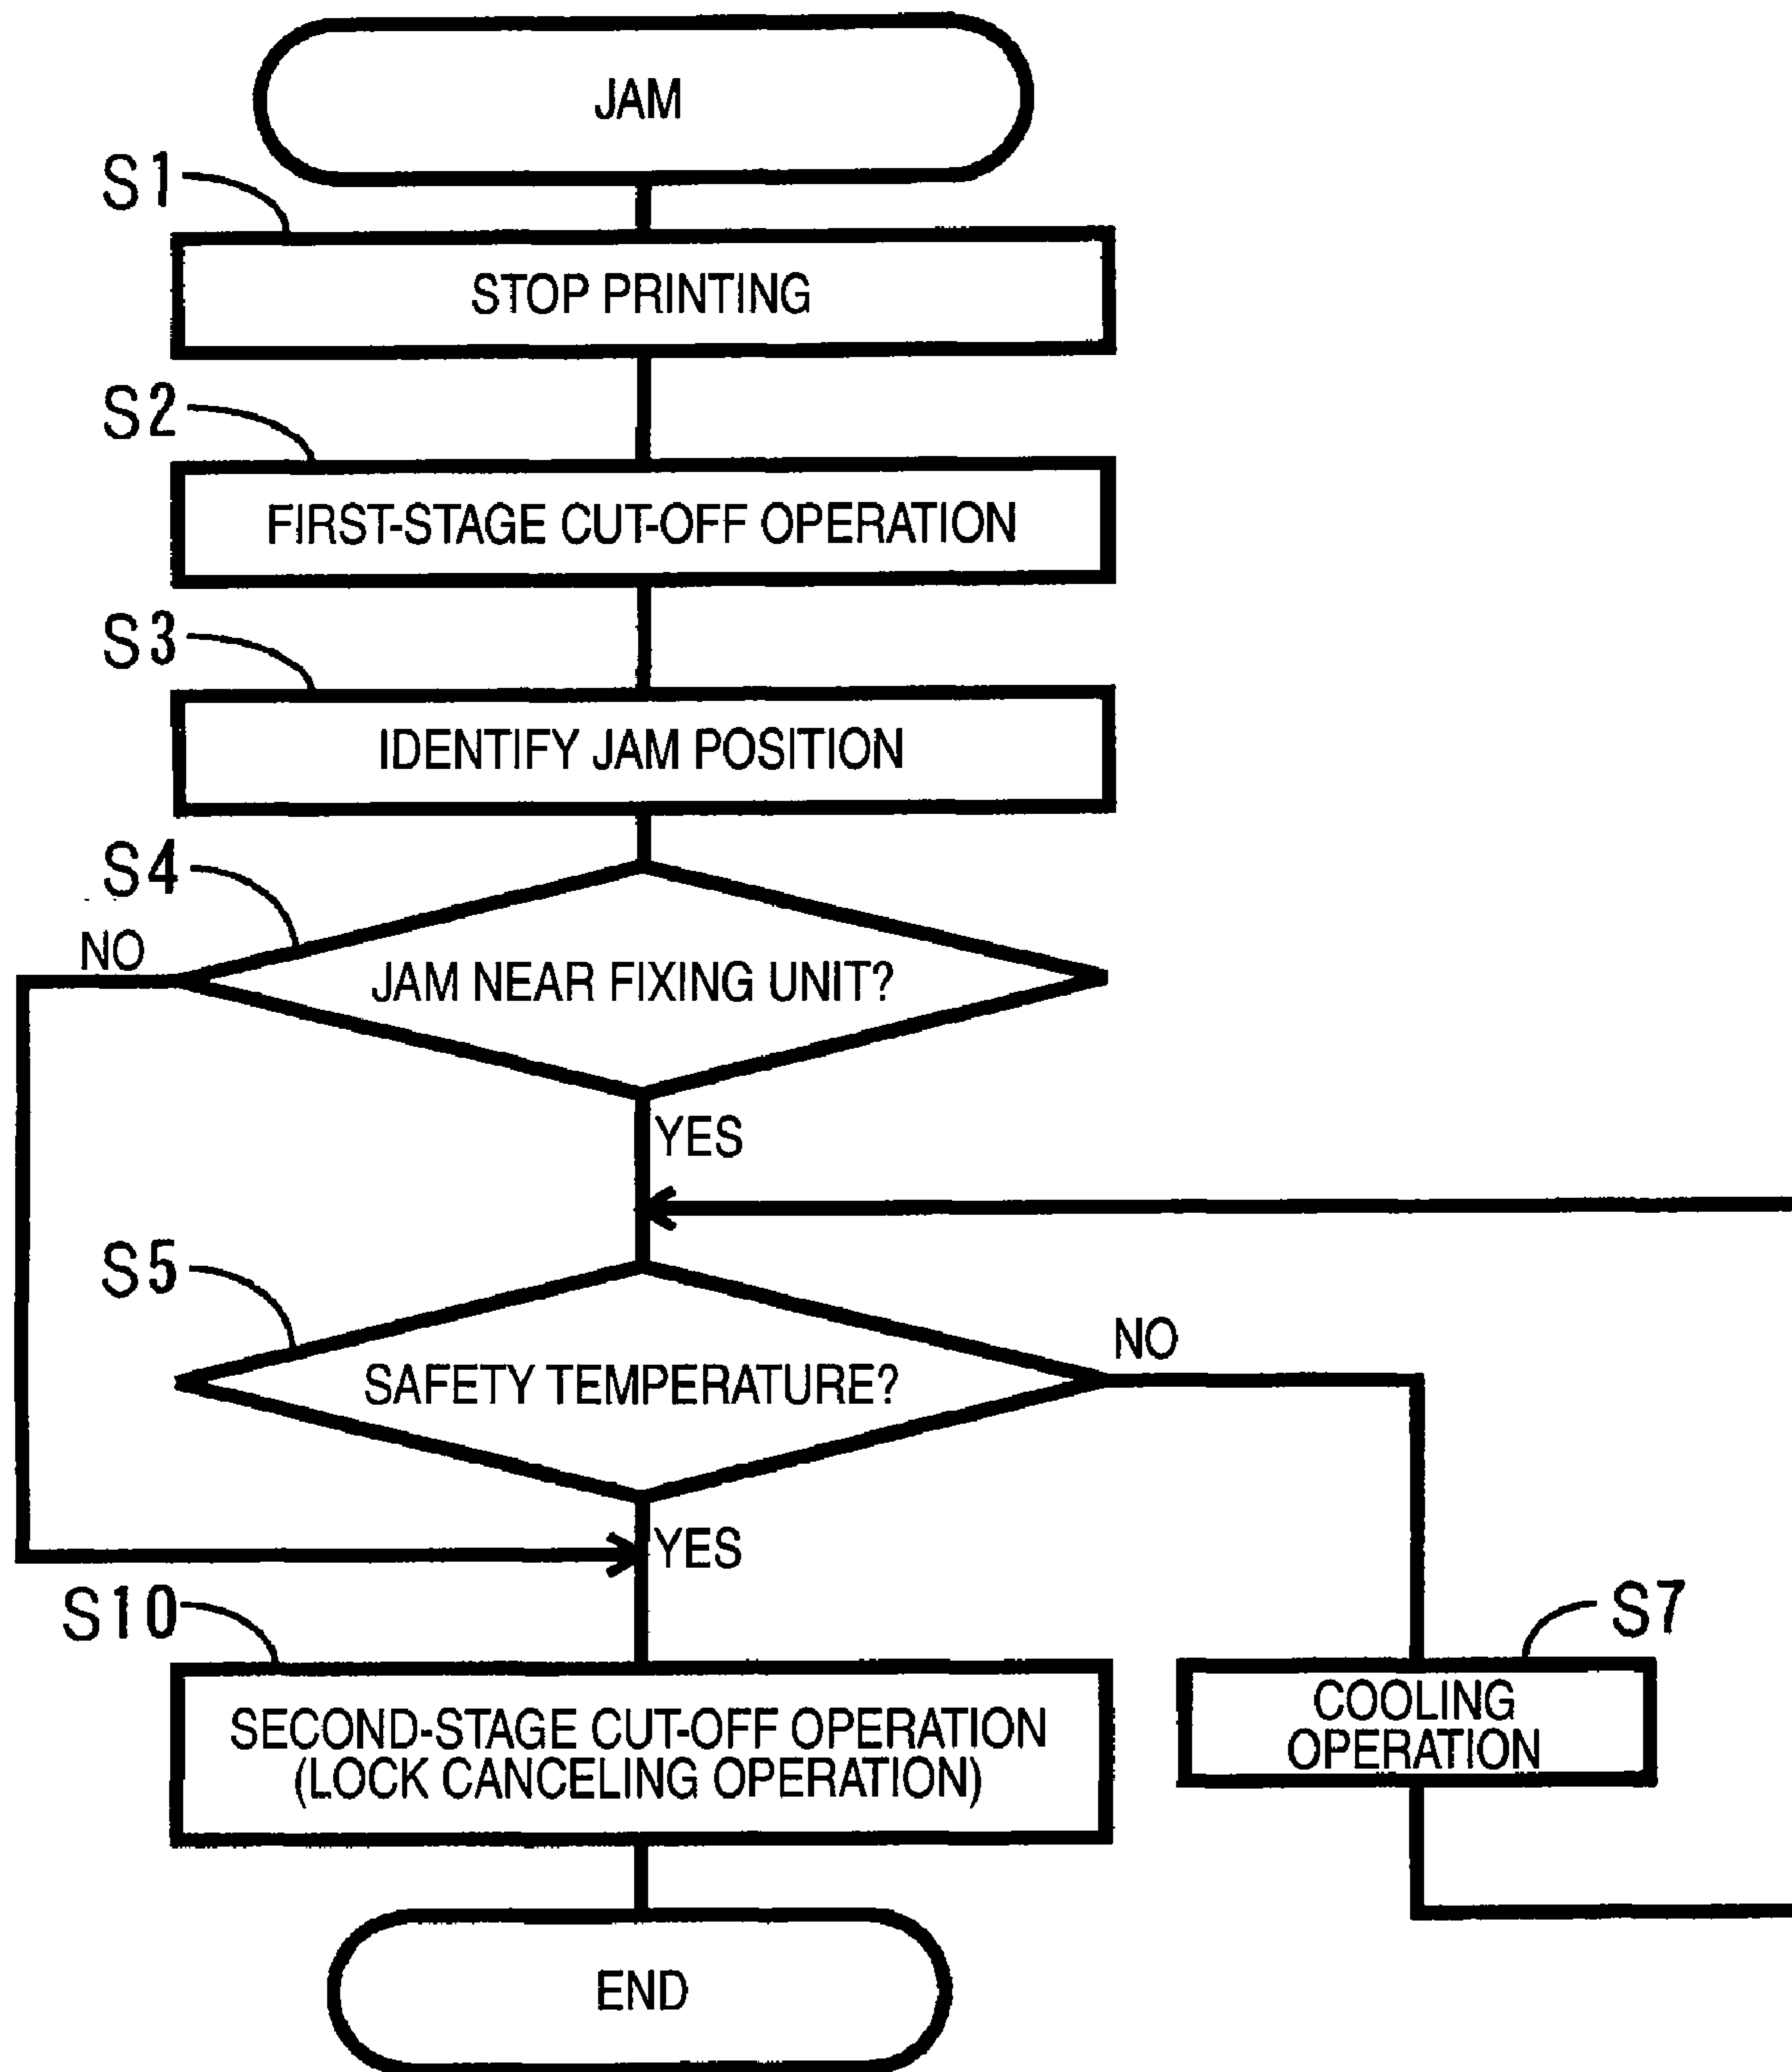 JAM
S1
STOP PRINTING
S2
FIRST-STAGE CUT-OFF OPERATION
S3
IDENTIFY JAM POSITION
S4
NO
JAM NEAR FIXING UNIT?
YES
S5
NO
SAFETY TEMPERATURE?
YES
S10
S7
SECOND-STAGE CUT-OFF OPERATION
(LOCK CANCELING OPERATION)
COOLING
OPERATION
END